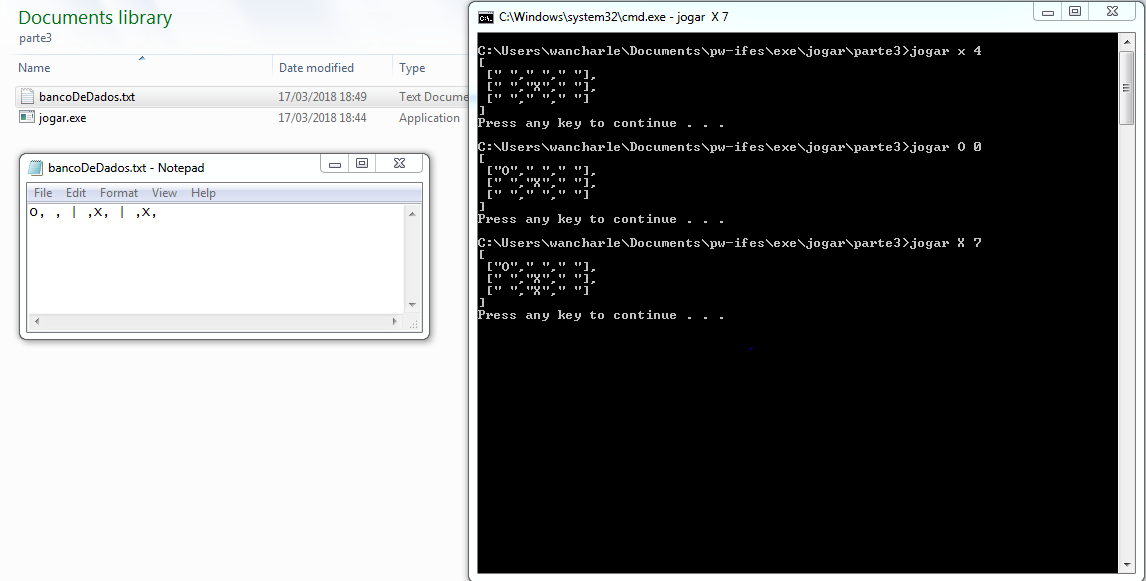 Documents library
parte3
Name Date modified Type
bancoDeDados.txt 17/03/2018 18:49 Text Docume
jogar.exe 17/03/2018 18:44 Application
bancoDeDados.txt - Notepad
File Edit Format View Help
O, , | ,X, | ,X,
C:\Windows\system32\cmd.exe - jogar  X 7
C:\Users\wancharle\Documents\pw-ifes\exe\jogar\parte3>jogar x 4
[
 [" "," "," "],
 [" ","X"," "],
 [" "," "," "]
]
Press any key to continue . . .
C:\Users\wancharle\Documents\pw-ifes\exe\jogar\parte3>jogar O 0
[
 ["O"," "," "],
 [" ","X"," "],
 [" "," "," "]
]
Press any key to continue . . .
C:\Users\wancharle\Documents\pw-ifes\exe\jogar\parte3>jogar X 7
[
 ["O"," "," "],
 [" ","X"," "],
 [" ","X"," "]
]
Press any key to continue . . .